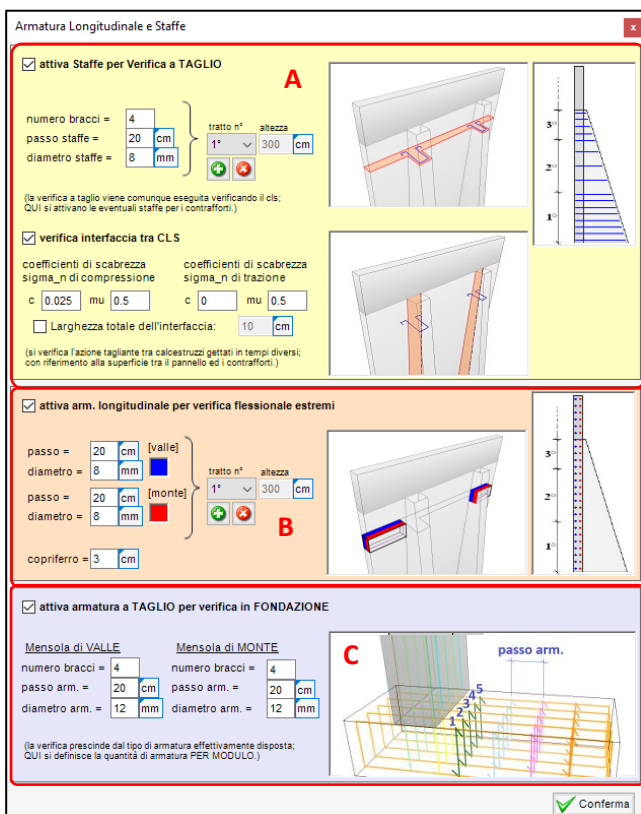 Armatura Longitudinale e Staffe
x
attiva Staffe per Verifica a TAGLIO
A
numero bracci = 4
passo staffe = 20 cm
diametro staffe = 8 mm
tratto n° altezza
1° 300 cm
(la verifica a taglio viene comunque eseguita verificando il cls;
QUI si attivano le eventuali staffe per i contrafforti.)
3°
2°
1°
verifica interfaccia tra CLS
coefficienti di scabrezza coefficienti di scabrezza
sigma_n di compressione sigma_n di trazione
c 0.025 mu 0.5 c 0 mu 0.5
Larghezza totale dell'interfaccia: 10 cm
(si verifica l'azione tagliante tra calcestruzzi gettati in tempi diversi;
con riferimento alla superficie tra il pannello ed i contrafforti.)
attiva arm. longitudinale per verifica flessionale estremi
passo = 20 cm [valle]
diametro = 8 mm
passo = 20 cm [monte]
diametro = 8 mm
tratto n° altezza
1° 300 cm
B
copriferro = 3 cm
3°
2°
1°
attiva armatura a TAGLIO per verifica in FONDAZIONE
Mensola di VALLE Mensola di MONTE
numero bracci = 4 numero bracci = 4
passo arm. = 20 cm passo arm. = 20 cm
diametro arm. = 12 mm diametro arm. = 12 mm
(la verifica prescinde dal tipo di armatura effettivamente disposta;
QUI si definisce la quantità di armatura PER MODULO.)
C
passo arm.
1 2 3 4 5
Conferma